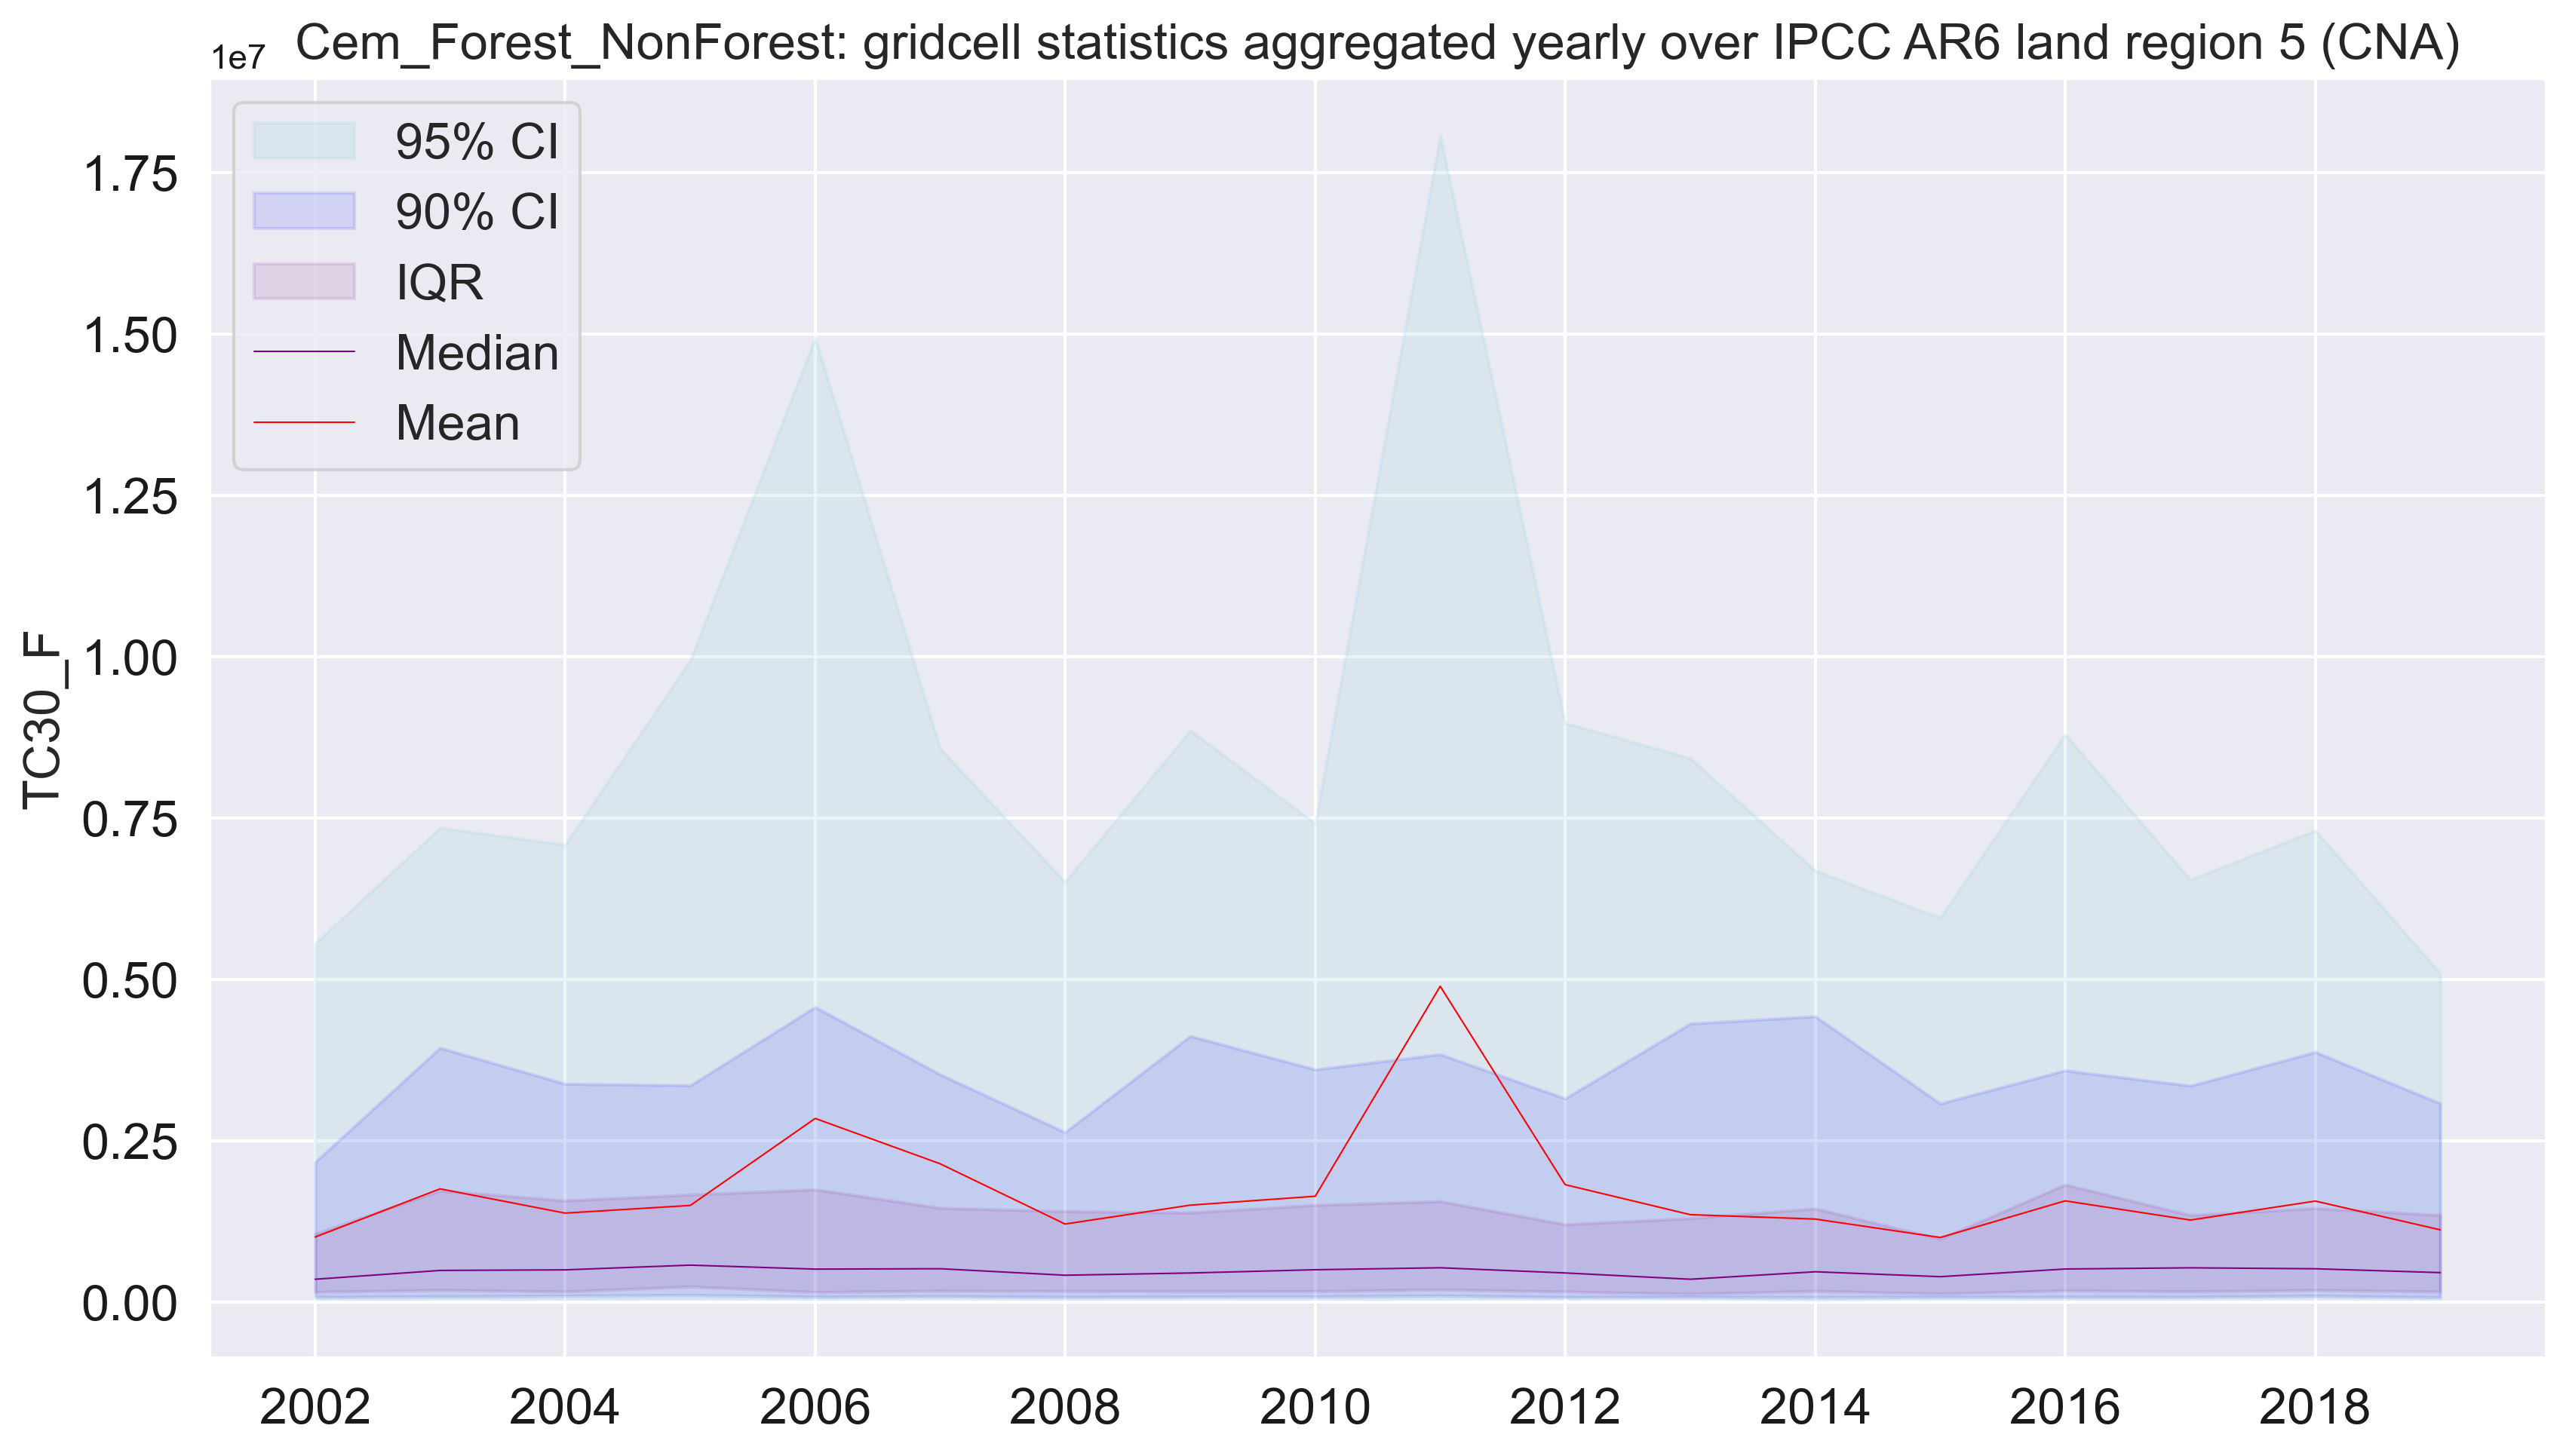 Cem_Forest_NonForest: gridcell statistics aggregated yearly over IPCC AR6 land region 5 (CNA)
1e7
95% CI
90% CI
IQR
Median
Mean
1.75
1.50
1.25
1.00
0.75
0.50
0.25
0.00
TC30_F
2002 2004 2006 2008 2010 2012 2014 2016 2018